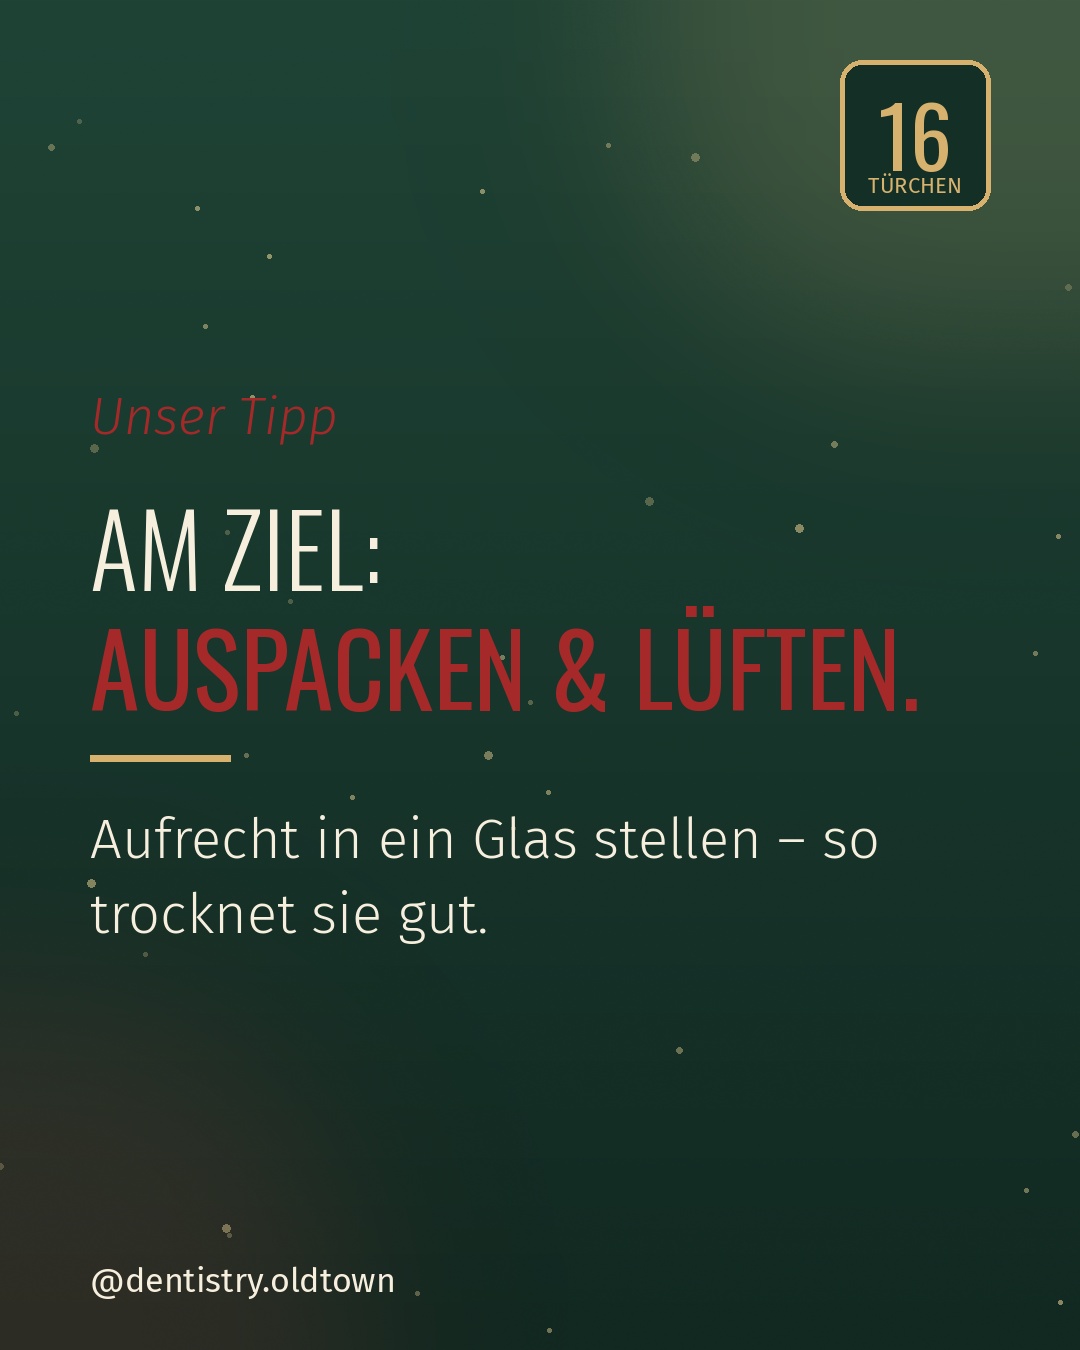 16
TÜRCHEN
Unser Tipp
AM ZIEL:
AUSPACKEN & LÜFTEN.
Aufrecht in ein Glas stellen – so
trocknet sie gut.
@dentistry.oldtown